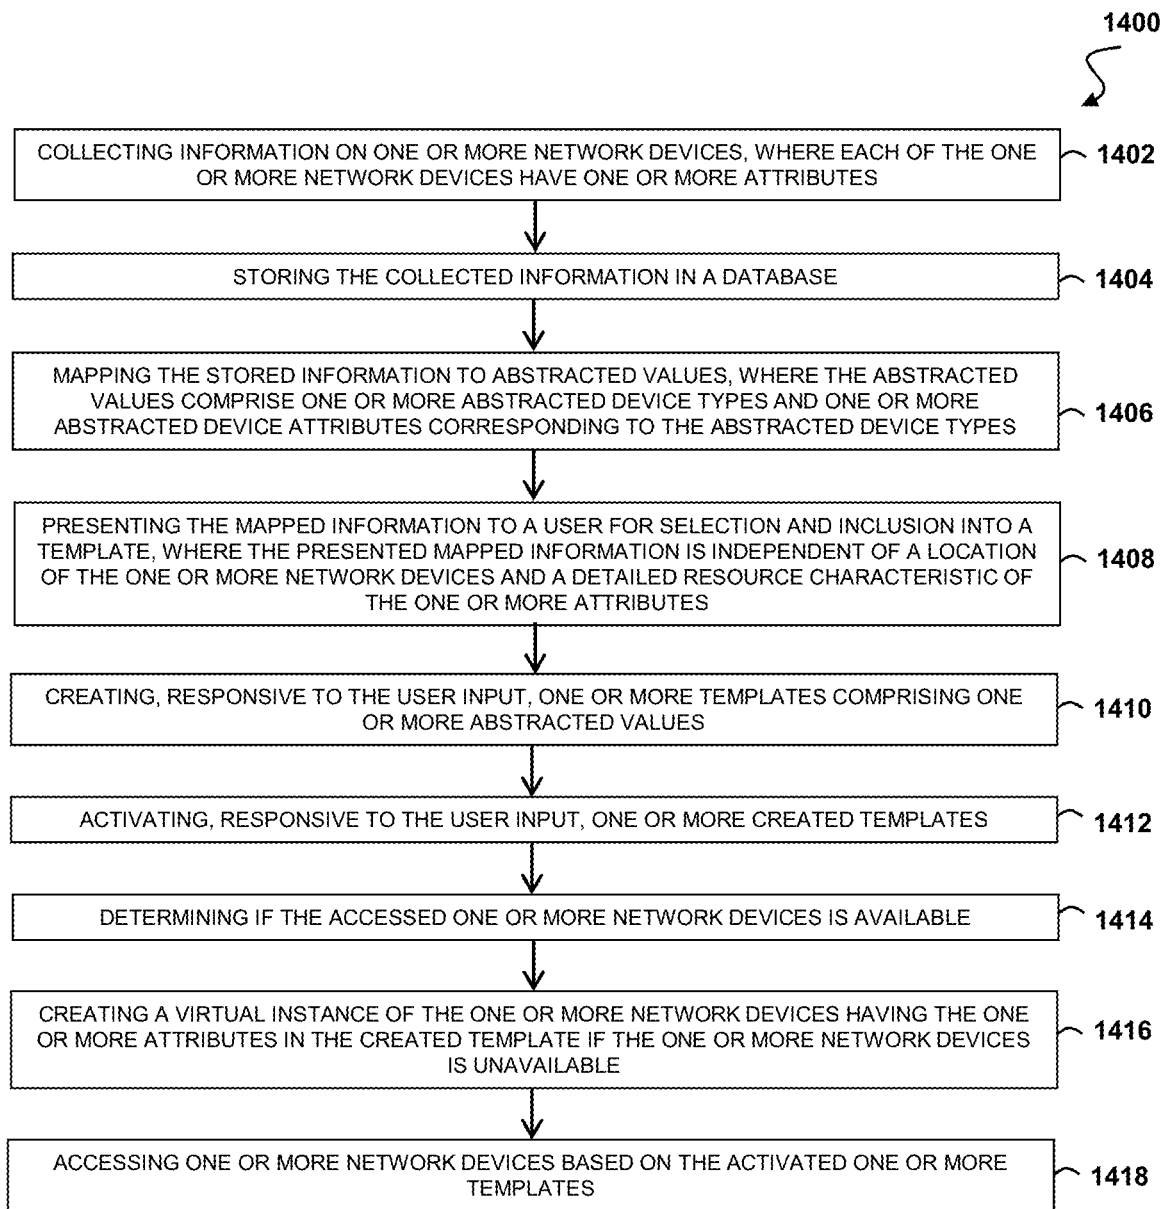 1400
COLLECTING INFORMATION ON ONE OR MORE NETWORK DEVICES, WHERE EACH OF THE ONE
OR MORE NETWORK DEVICES HAVE ONE OR MORE ATTRIBUTES
1402
STORING THE COLLECTED INFORMATION IN A DATABASE
1404
MAPPING THE STORED INFORMATION TO ABSTRACTED VALUES, WHERE THE ABSTRACTED
VALUES COMPRISE ONE OR MORE ABSTRACTED DEVICE TYPES AND ONE OR MORE
ABSTRACTED DEVICE ATTRIBUTES CORRESPONDING TO THE ABSTRACTED DEVICE TYPES
1406
PRESENTING THE MAPPED INFORMATION TO A USER FOR SELECTION AND INCLUSION INTO A
TEMPLATE, WHERE THE PRESENTED MAPPED INFORMATION IS INDEPENDENT OF A LOCATION
OF THE ONE OR MORE NETWORK DEVICES AND A DETAILED RESOURCE CHARACTERISTIC OF
THE ONE OR MORE ATTRIBUTES
1408
CREATING, RESPONSIVE TO THE USER INPUT, ONE OR MORE TEMPLATES COMPRISING ONE
OR MORE ABSTRACTED VALUES
1410
ACTIVATING, RESPONSIVE TO THE USER INPUT, ONE OR MORE CREATED TEMPLATES
1412
DETERMINING IF THE ACCESSED ONE OR MORE NETWORK DEVICES IS AVAILABLE
1414
CREATING A VIRTUAL INSTANCE OF THE ONE OR MORE NETWORK DEVICES HAVING THE ONE
OR MORE ATTRIBUTES IN THE CREATED TEMPLATE IF THE ONE OR MORE NETWORK DEVICES
IS UNAVAILABLE
1416
ACCESSING ONE OR MORE NETWORK DEVICES BASED ON THE ACTIVATED ONE OR MORE
TEMPLATES
1418